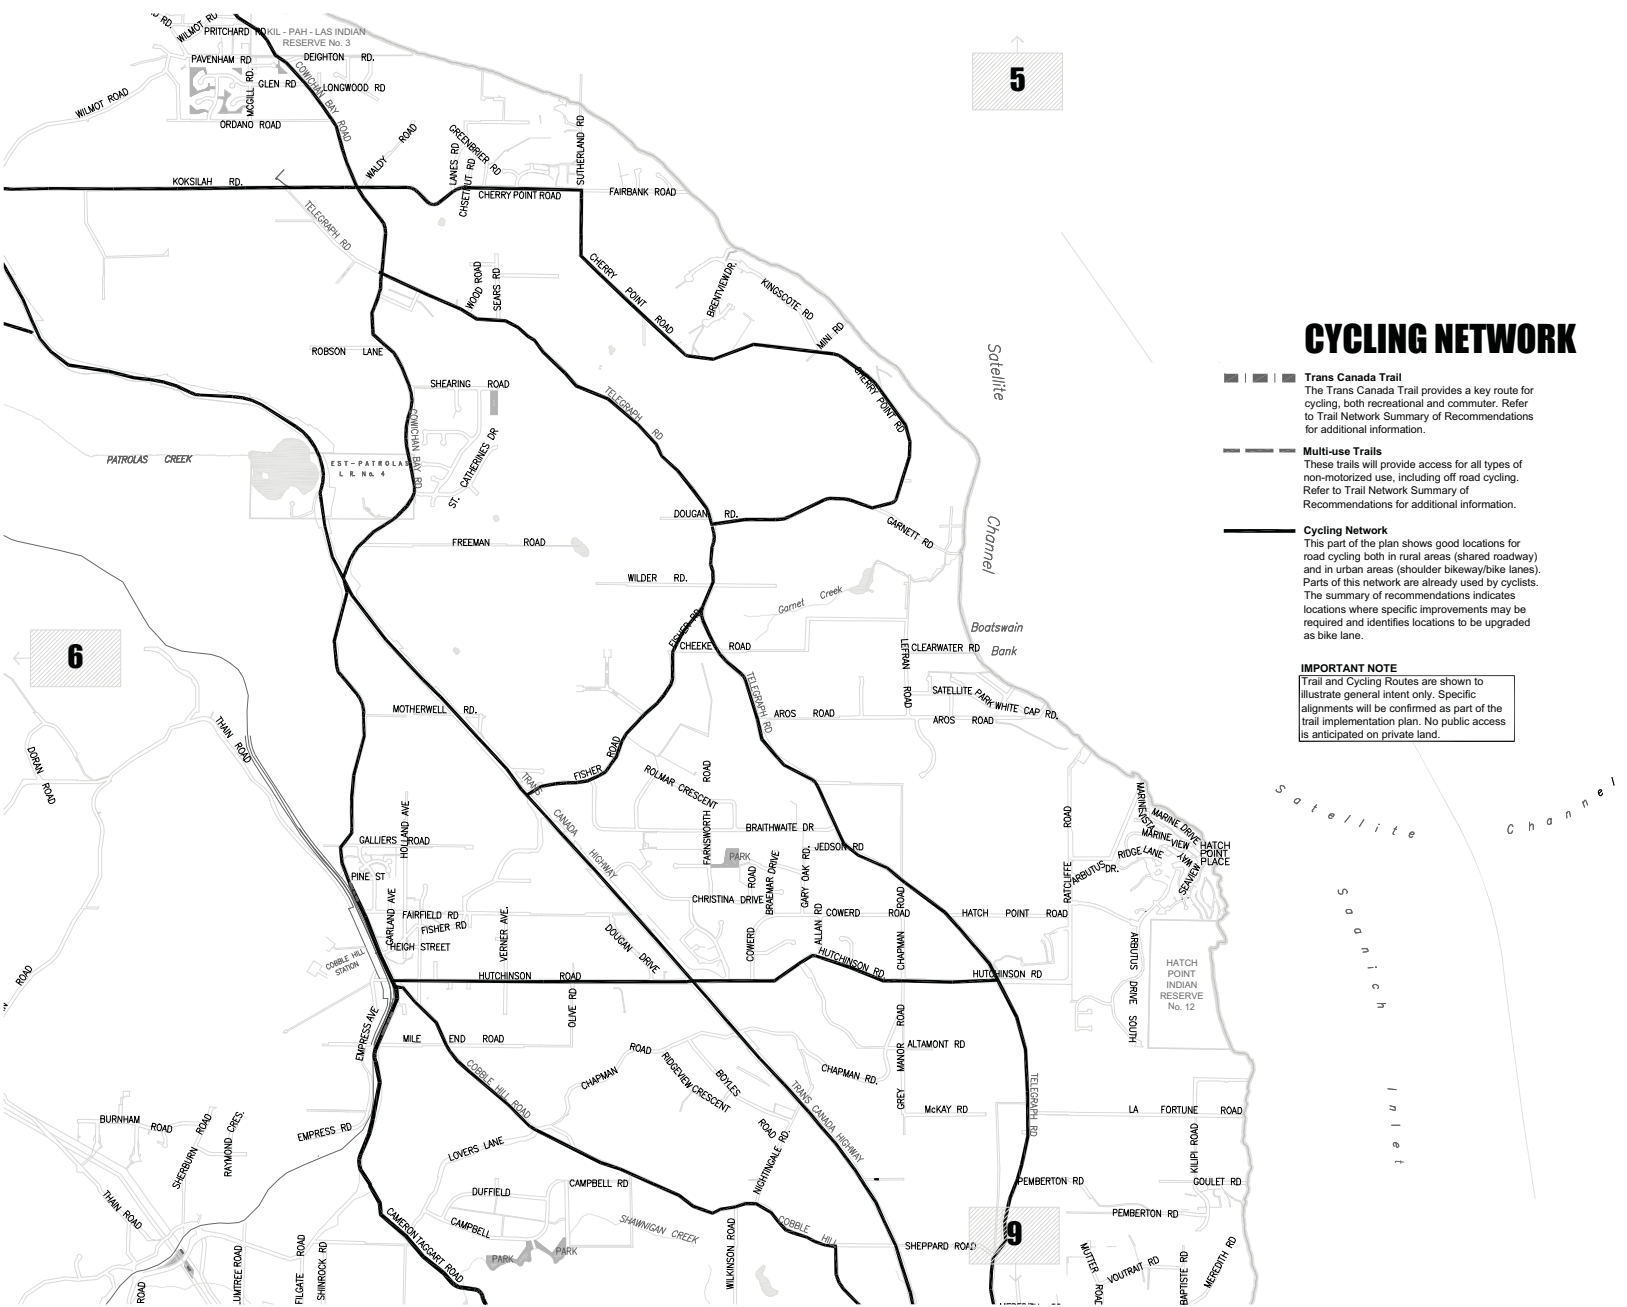 RD.
WILMOT RD
PRITCHARD RD
KIL - PAH - LAS INDIAN
RESERVE No. 3
PAVENHAM RD
DEIGHTON RD.
GLEN RD
LONGWOOD RD
MCGILL RD.
COWICHAN BAY ROAD
WILMOT ROAD
ORDANO ROAD
WALDY ROAD
GREENBRIER RD
LANES RD
CHSETNUT RD
SUTHERLAND RD
KOKSILAH RD.
CHERRY POINT ROAD
FAIRBANK ROAD
TELEGRAPH RD
5
WOOD ROAD
SEARS RD
CHERRY POINT ROAD
BRENTVIEW DR.
KINGSCOTE RD
MINI RD
ROBSON LANE
SHEARING ROAD
CHERRY POINT RD
TELEGRAPH RD
COWICHAN BAY RD
ST. CATHERINES DR
PATROLAS CREEK
EST-PATROLAS
I. R. No. 4
Satellite
Channel
DOUGAN RD.
GARNETT RD
FREEMAN ROAD
WILDER RD.
Garnet Creek
FISHER RD
CHEEKE ROAD
Boatswain
Bank
CLEARWATER RD
LEFRAN ROAD
SATELLITE PARK
WHITE CAP RD.
TELEGRAPH RD
AROS ROAD
AROS ROAD
6
MOTHERWELL RD.
THAIN ROAD
DORAN ROAD
FISHER ROAD
TRANS CANADA HIGHWAY
ROLMAR CRESCENT
FARNSWORTH ROAD
BRAITHWAITE DR
JEDSON RD
GALLIERS ROAD
HOLLAND AVE
PINE ST
PARK
BRAEMAR DRIVE
GARY OAK RD.
CHRISTINA DRIVE
COWERD ROAD
ALLAN RD
COWERD ROAD
CHAPMAN ROAD
HATCH POINT ROAD
RATCLIFFE ROAD
MARINE VISTA
MARINE DRIVE
MARINE VIEW
HATCH
POINT
PLACE
RIDGE LANE
ARBUTUS DR.
SEAVIEW WAY
GARLAND AVE
FAIRFIELD RD
FISHER RD
HEIGH STREET
VERNER AVE.
DOUGAN DRIVE
COBBLE HILL
STATION
HUTCHINSON ROAD
HUTCHINSON RD.
HUTCHINSON RD
ARBUTUS DRIVE SOUTH
HATCH
POINT
INDIAN
RESERVE
No. 12
OLIVE RD
EMPRESS AVE
MILE END ROAD
COBBLE HILL ROAD
CHAPMAN ROAD
RIDGEVIEW CRESCENT
BOYLES ROAD
NIGHTINGALE RD.
TRANS CANADA HIGHWAY
CHAPMAN RD.
GREY MANOR ROAD
ALTAMONT RD
McKAY RD
TELEGRAPH RD
LA FORTUNE ROAD
KILIPI ROAD
GOULET RD
PEMBERTON RD
PEMBERTON RD
BURNHAM ROAD
SHERBURN ROAD
RAYMOND CRES.
EMPRESS RD
THAIN ROAD
LOVERS LANE
DUFFIELD
CAMPBELL RD
CAMPBELL
CAMERON TAGGART ROAD
SHAWNIGAN CREEK
PARK
PARK
WILKINSON ROAD
COBBLE HILL
SHEPPARD ROAD
9
MUTTER ROAD
VOUTRAIT RD
BAPTISTE RD
MEREDITH RD
ROAD
FILGATE ROAD
SHINROCK RD
Satellite Channel
Saanich Inlet
CYCLING NETWORK
Trans Canada Trail
The Trans Canada Trail provides a key route for
cycling, both recreational and commuter. Refer
to Trail Network Summary of Recommendations
for additional information.
Multi-use Trails
These trails will provide access for all types of
non-motorized use, including off road cycling.
Refer to Trail Network Summary of
Recommendations for additional information.
Cycling Network
This part of the plan shows good locations for
road cycling both in rural areas (shared roadway)
and in urban areas (shoulder bikeway/bike lanes).
Parts of this network are already used by cyclists.
The summary of recommendations indicates
locations where specific improvements may be
required and identifies locations to be upgraded
as bike lane.
IMPORTANT NOTE
Trail and Cycling Routes are shown to
illustrate general intent only. Specific
alignments will be confirmed as part of the
trail implementation plan. No public access
is anticipated on private land.